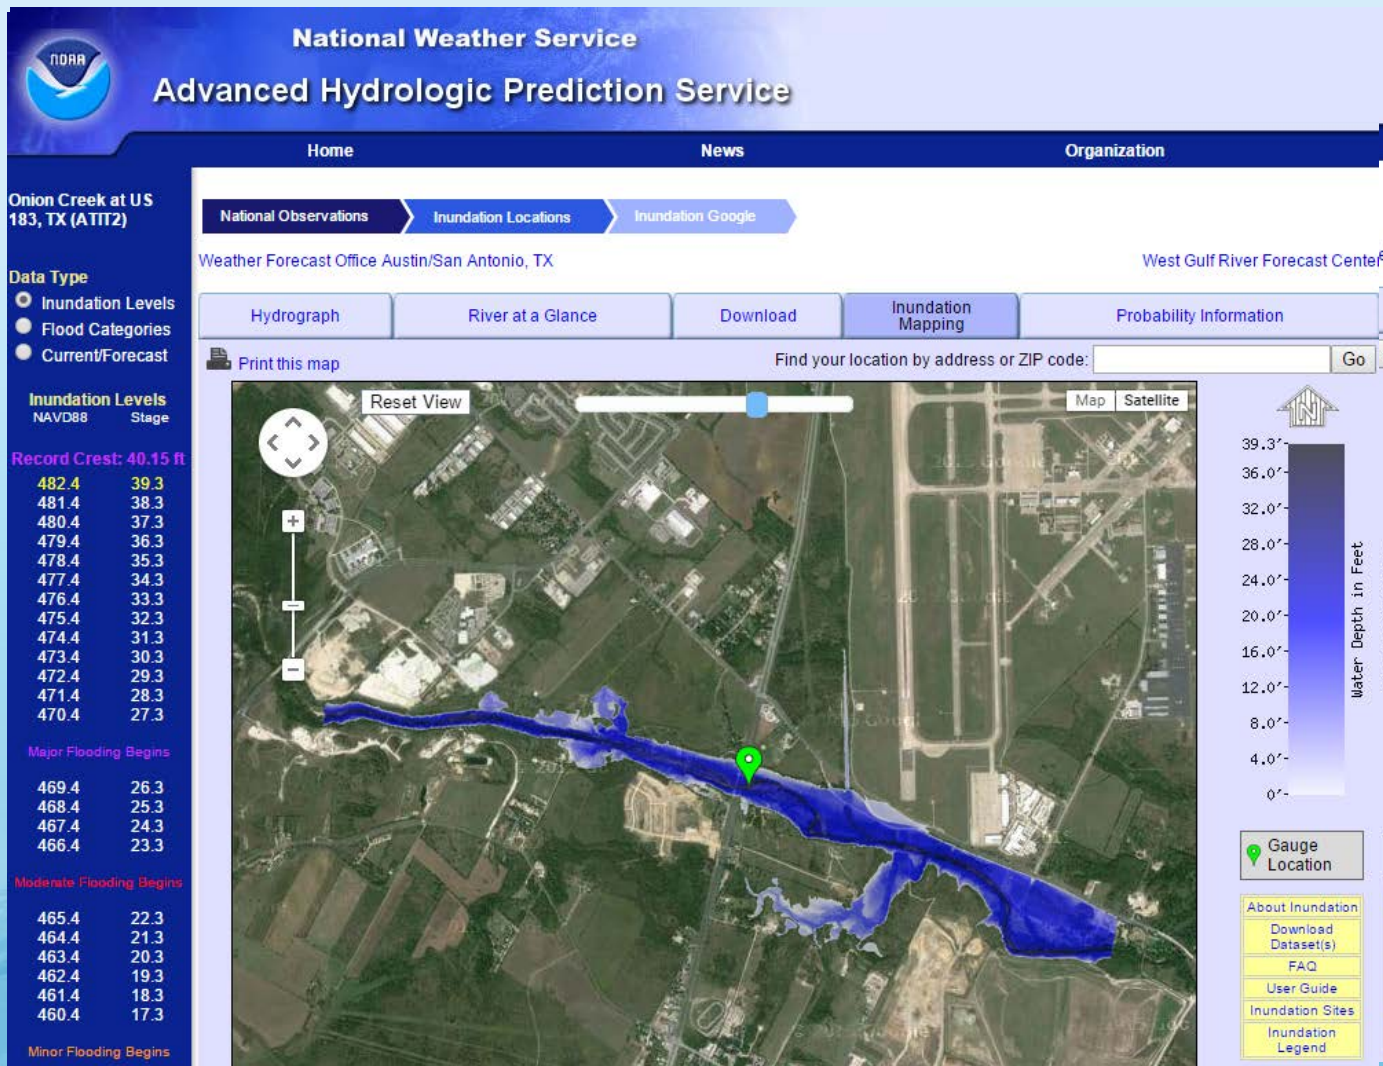 NOAA
National Weather Service
Advanced Hydrologic Prediction Service
Home News Organization
Onion Creek at US
183, TX (ATIT2)
Data Type
Inundation Levels
Flood Categories
Current/Forecast
Inundation Levels
NAVD88 Stage
Record Crest: 40.15 ft
482.4 39.3
481.4 38.3
480.4 37.3
479.4 36.3
478.4 35.3
477.4 34.3
476.4 33.3
475.4 32.3
474.4 31.3
473.4 30.3
472.4 29.3
471.4 28.3
470.4 27.3
Major Flooding Begins
469.4 26.3
468.4 25.3
467.4 24.3
466.4 23.3
Moderate Flooding Begins
465.4 22.3
464.4 21.3
463.4 20.3
462.4 19.3
461.4 18.3
460.4 17.3
Minor Flooding Begins
National Observations Inundation Locations Inundation Google
Weather Forecast Office Austin/San Antonio, TX West Gulf River Forecast Center
Hydrograph River at a Glance Download Inundation Mapping Probability Information
Print this map Find your location by address or ZIP code: Go
Reset View Map Satellite
N
39.3'
36.0'
32.0'
28.0'
24.0'
20.0'
16.0'
12.0'
8.0'
4.0'
0'
Water Depth in Feet
Gauge
Location
About Inundation
Download
Dataset(s)
FAQ
User Guide
Inundation Sites
Inundation
Legend